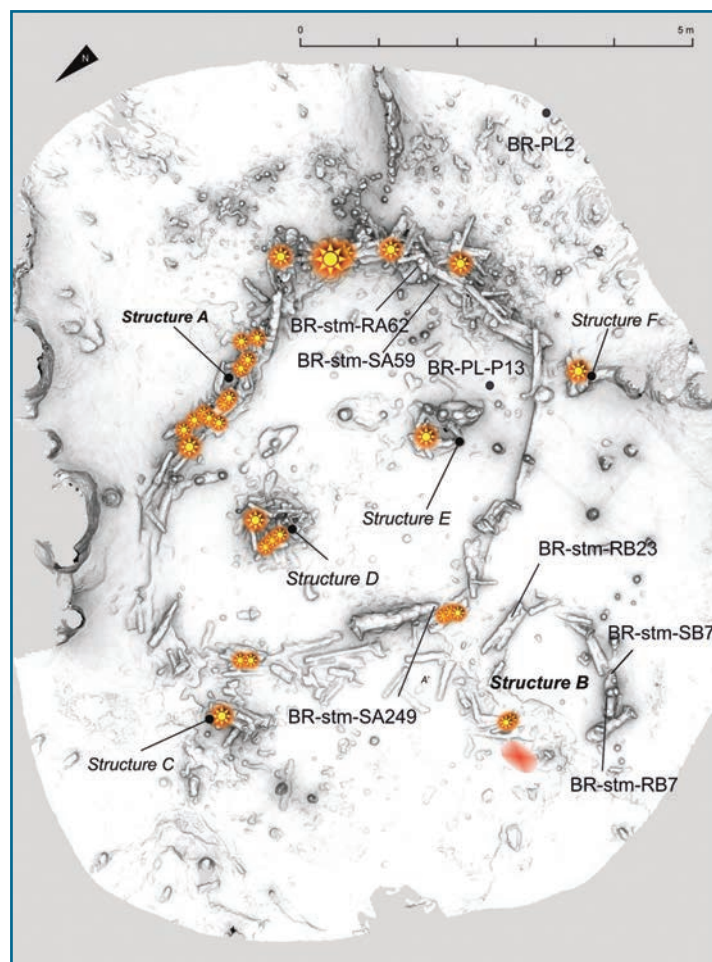 0 5 m
N
BR-PL2
Structure A
BR-stm-RA62
Structure F
BR-stm-SA59
BR-PL-P13
Structure E
BR-stm-RB23
Structure D
BR-stm-SB7
A'
Structure B
BR-stm-SA249
Structure C
BR-stm-RB7